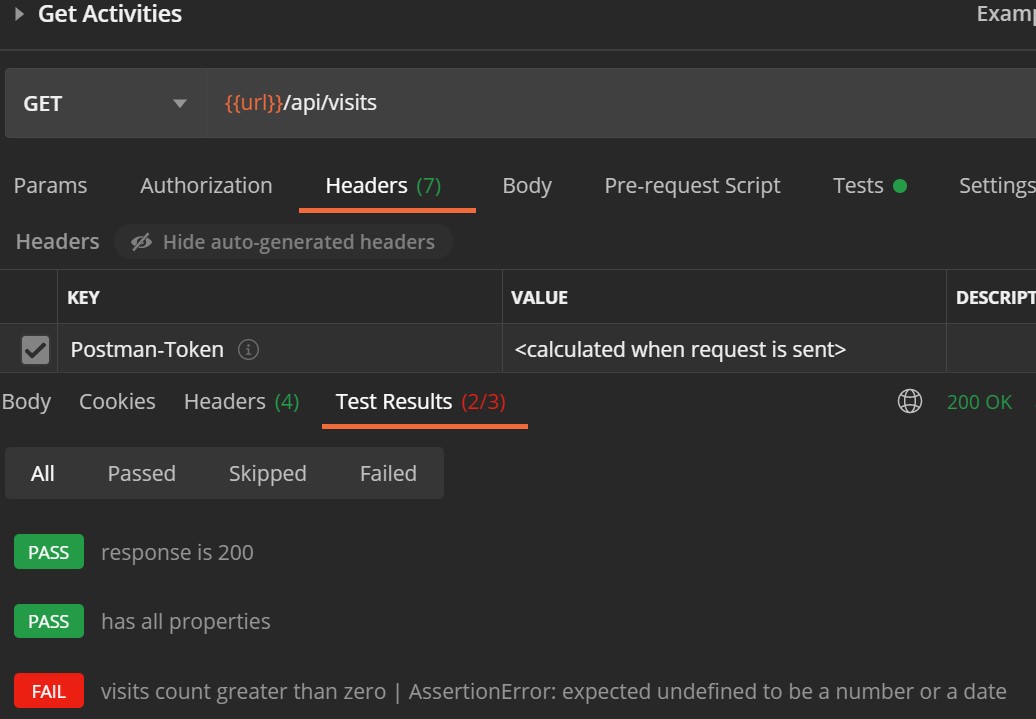 Get Activities
GET {{url}}/api/visits
Params Authorization Headers (7) Body Pre-request Script Tests Settings
Headers Hide auto-generated headers
KEY VALUE
Postman-Token <calculated when request is sent>
Body Cookies Headers (4) Test Results (2/3) 200 OK
All Passed Skipped Failed
PASS response is 200
PASS has all properties
FAIL visits count greater than zero | AssertionError: expected undefined to be a number or a date